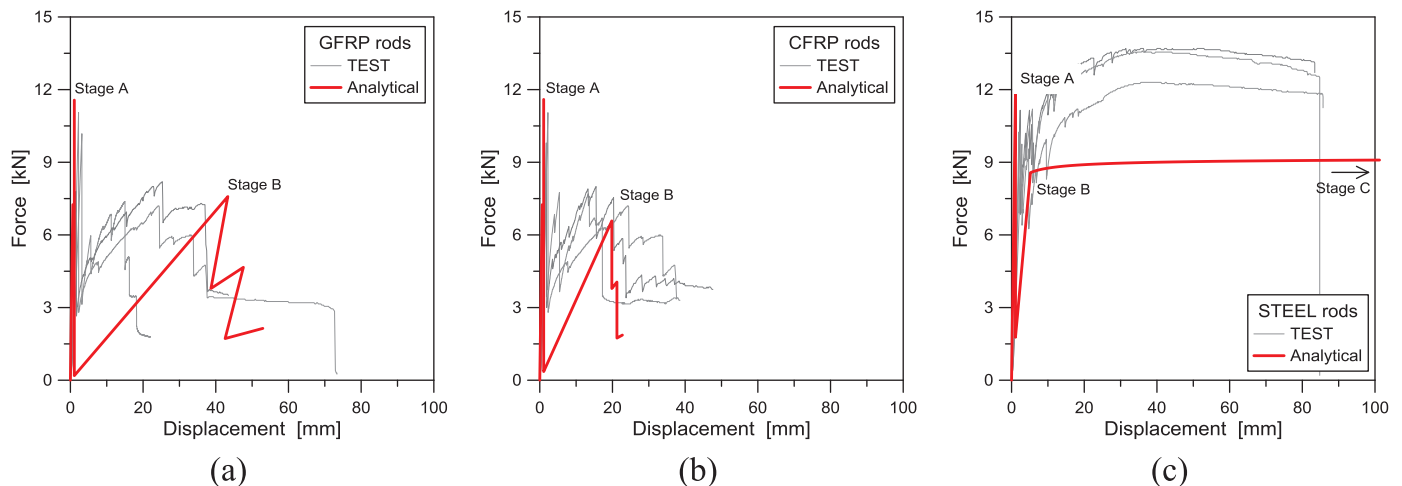 15
12
9
6
3
0
Force [kN]
GFRP rods
TEST
Analytical
Stage A
Stage B
0
20
40
60
80
100
Displacement [mm]
(a)
15
12
9
6
3
0
Force [kN]
CFRP rods
TEST
Analytical
Stage A
Stage B
0
20
40
60
80
100
Displacement [mm]
(b)
15
12
9
6
3
0
Force [kN]
Stage A
Stage B
Stage C
STEEL rods
TEST
Analytical
0
20
40
60
80
100
Displacement [mm]
(c)